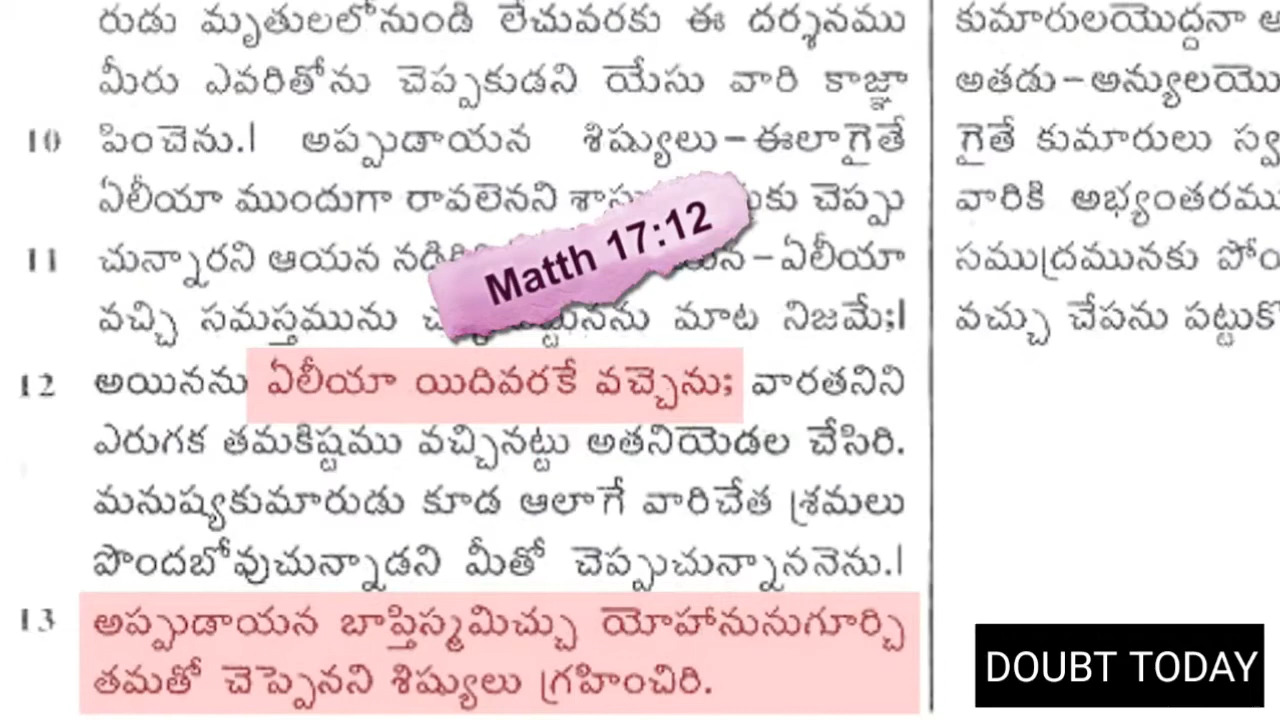 రుడు మృతులలోనుండి లేచువరకు ఈ దర్శనము
మీరు ఎవరితోను చెప్పకుడని యేసు వారి కాజ్ఞా
10 పించెను.| అప్పుడాయన శిష్యులు-ఈలాగైతే
ఏలీయా ముందుగా రావలెనని చెప్పు
11 చున్నారని ఆయన -ఏలీయా
వచ్చి సమస్తమును మాట నిజమే;|
12 అయినను ఏలీయా యిదివరకే వచ్చెను; వారతనిని
ఎరుగక తమకిష్టము వచ్చినట్టు అతనియెడల చేసిరి.
మనుష్యకుమారుడు కూడ ఆలాగే వారిచేత శ్రమలు
పొందబోవుచున్నాడని మీతో చెప్పుచున్నాననెను.|
13 అప్పుడాయన బాప్తిస్మమిచ్చు యోహానునుగూర్చి
తమతో చెప్పెనని శిష్యులు గ్రహించిరి.
Matth 17:12
కుమారులయొద్దనా
అతడు-అన్యులయొ
గైతే కుమారులు స్వ
వారికి అభ్యంతరము
సముద్రమునకు
వచ్చు చేపను పట్టుకొ
DOUBT TODAY